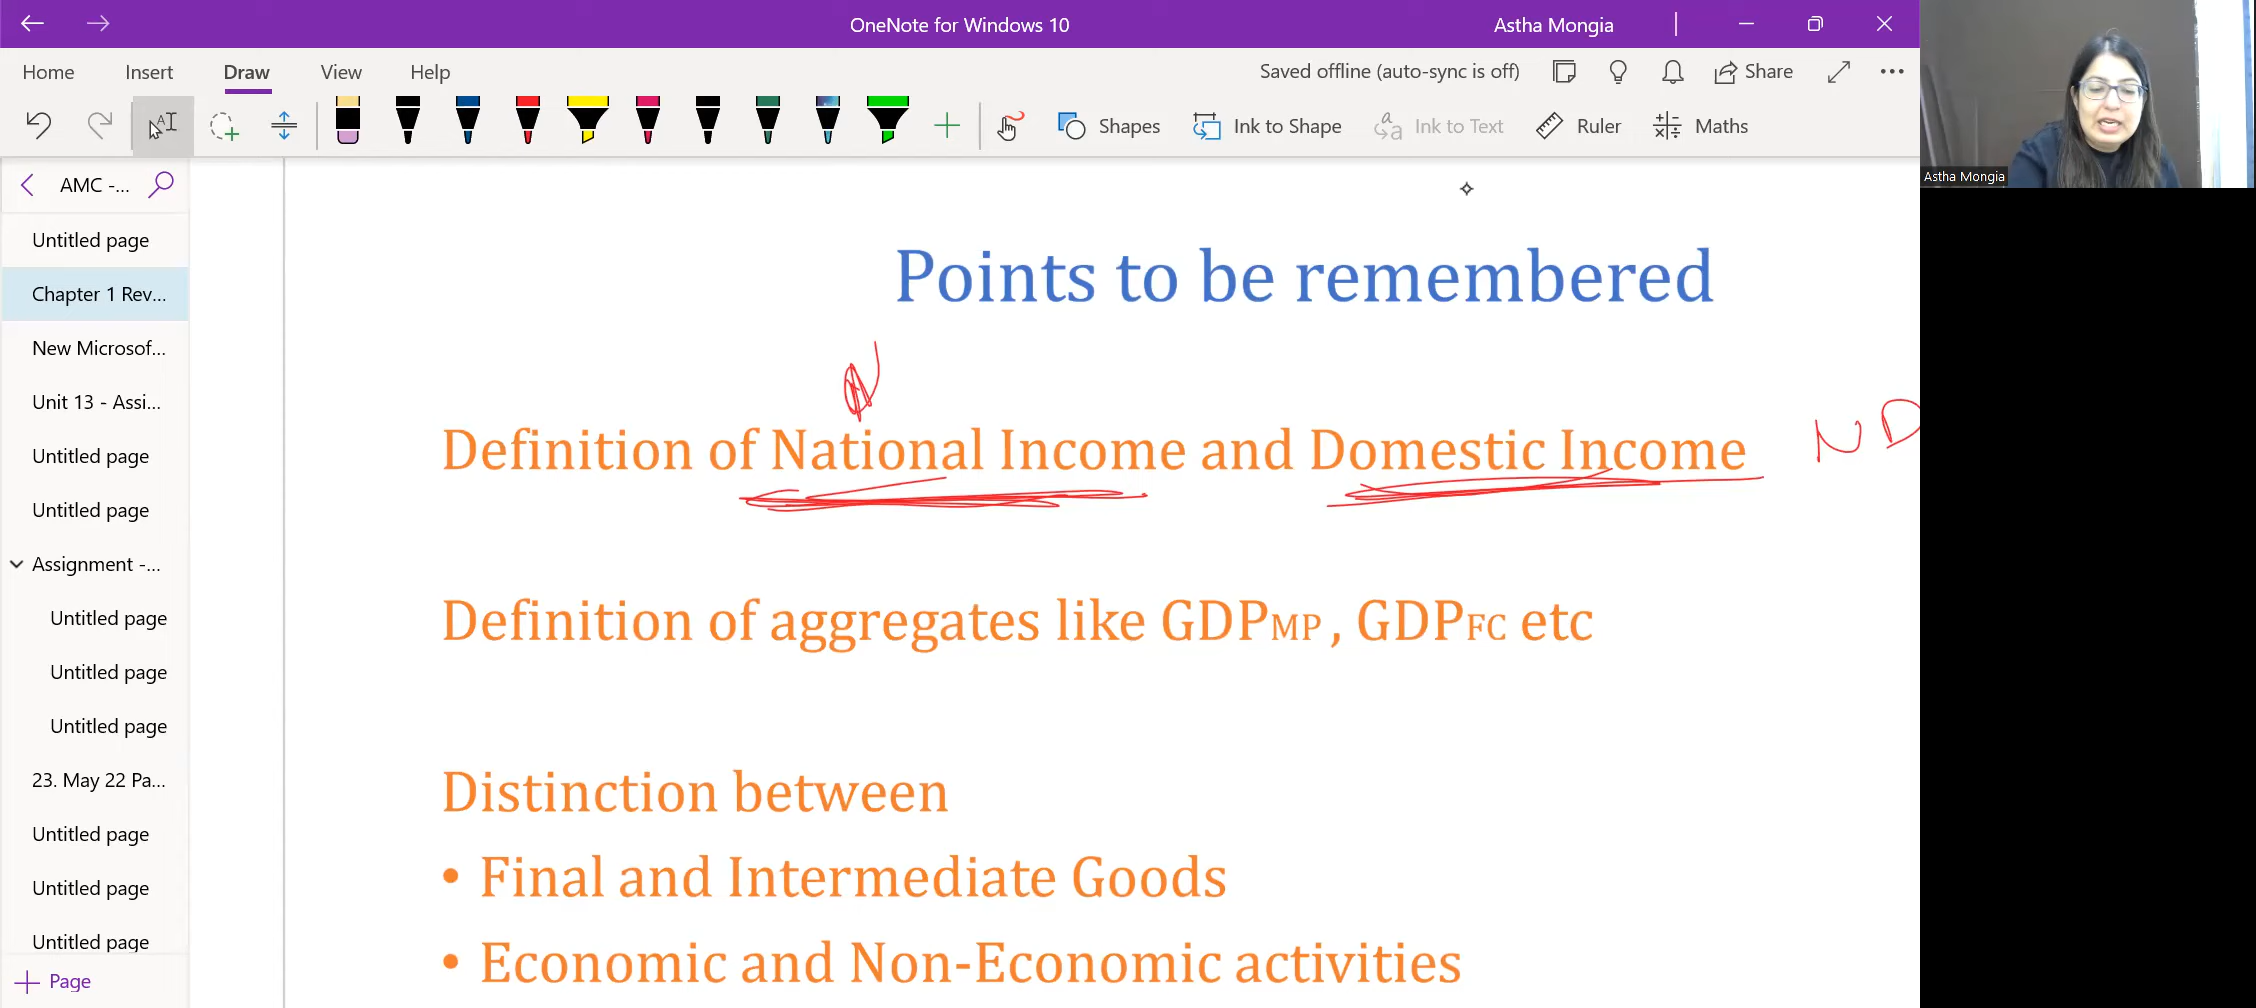 OneNote for Windows 10
Astha Mongia
Home Insert Draw View Help
Saved offline (auto-sync is off) Share
Shapes Ink to Shape Ink to Text Ruler Maths
Astha Mongia
AMC -...
Untitled page
Chapter 1 Rev...
New Microsof...
Unit 13 - Assi...
Untitled page
Untitled page
Assignment -...
Untitled page
Untitled page
Untitled page
23. May 22 Pa...
Untitled page
Untitled page
Untitled page
Page
Points to be remembered
N
Definition of National Income and Domestic Income ND
Definition of aggregates like GDPMP , GDPFC etc
Distinction between
• Final and Intermediate Goods
• Economic and Non-Economic activities